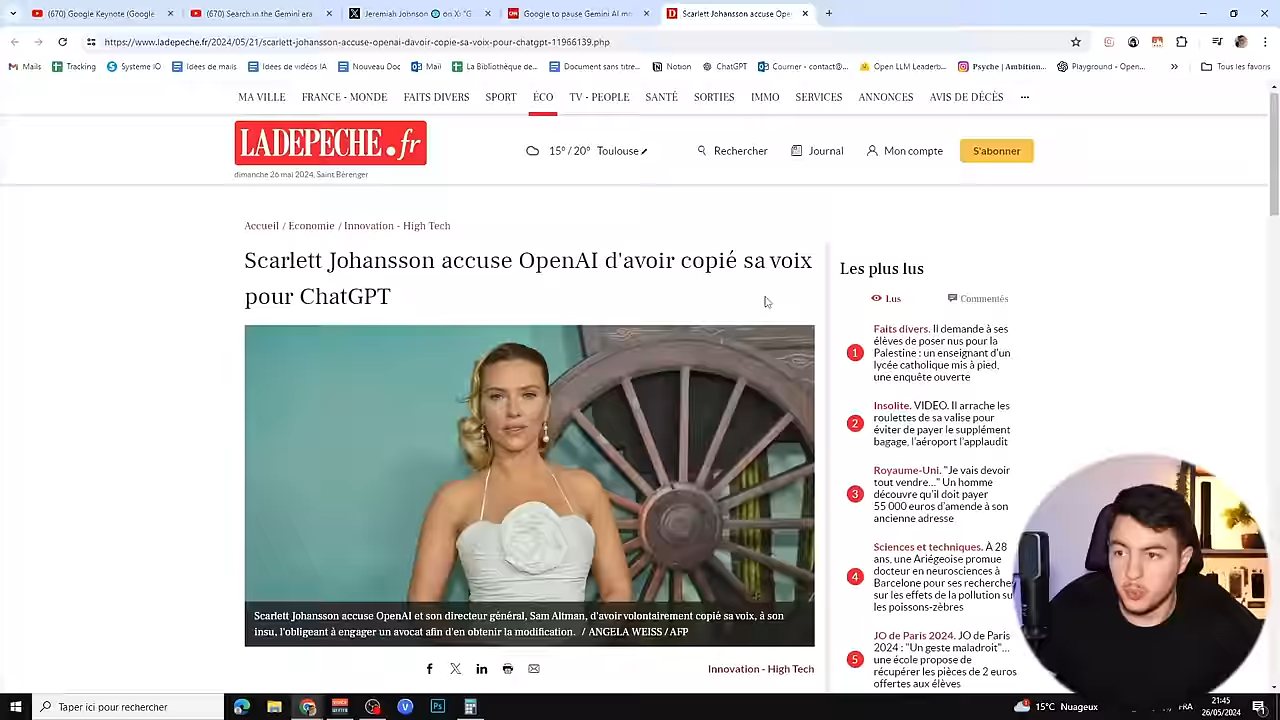 (670) Keynote (Google)
(670) Search in the Gemini era
Jeremiah Johnson on X
Google to pause Gemini AI m
Scarlett Johansson accuse Ope
https://www.ladepeche.fr/2024/05/21/scarlett-johansson-accuse-openai-davoir-copie-sa-voix-pour-chatgpt-11966139.php
Mails
Tracking
Systeme IO
Idées de mails
Idées de vidéos IA
Nouveau Doc
Mail
La Bibliothèque de...
Document sans titre...
Notion
ChatGPT
Courrier – contact@...
Open LLM Leaderb...
Psyche | Ambition...
Playground - Open...
Tous les favoris
MA VILLE
FRANCE - MONDE
FAITS DIVERS
SPORT
ÉCO
TV - PEOPLE
SANTÉ
SORTIES
IMMO
SERVICES
ANNONCES
AVIS DE DÉCÈS
LADEPECHE.fr
15° / 20° Toulouse
Rechercher
Journal
Mon compte
S'abonner
dimanche 26 mai 2024, Saint Bérenger
Accueil / Economie / Innovation - High Tech
Scarlett Johansson accuse OpenAI d'avoir copié sa voix
pour ChatGPT
Scarlett Johansson accuse OpenAI et son directeur général, Sam Altman, d'avoir volontairement copié sa voix, à son
insu, l'obligeant à engager un avocat afin d'en obtenir la modification. / ANGELA WEISS / AFP
Innovation - High Tech
Les plus lus
Lus
Commentés
1
Faits divers. Il demande à ses
élèves de poser nus pour la
Palestine : un enseignant d'un
lycée catholique mis à pied,
une enquête ouverte
2
Insolite. VIDEO. Il arrache les
roulettes de sa valise pour
éviter de payer le supplément
bagage, l'aéroport l'applaudit
3
Royaume-Uni. "Je vais devoir
tout vendre…" Un homme
découvre qu'il doit payer
55 000 euros d'amende à son
ancienne adresse
4
Sciences et techniques. À 28
ans, une Ariégeoise promue
docteur en neurosciences à
Barcelone pour ses recherche
sur les effets de la pollution su
les poissons-zèbres
5
JO de Paris 2024. JO de Paris
2024 : "Un geste maladroit"...
une école propose de
récupérer les pièces de 2 euros
offertes aux élèves
Taper ici pour rechercher
15°C Nuageux
FRA
21:45
26/05/2024